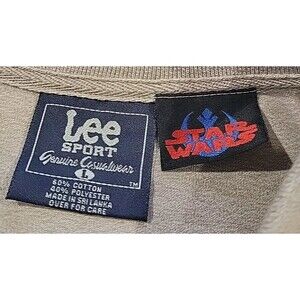 Lee
SPORT
Genuine Casualwear
L
TM
60% COTTON
40% POLYESTER
MADE IN SRI LANKA
OVER FOR CARE
STAR
WARS